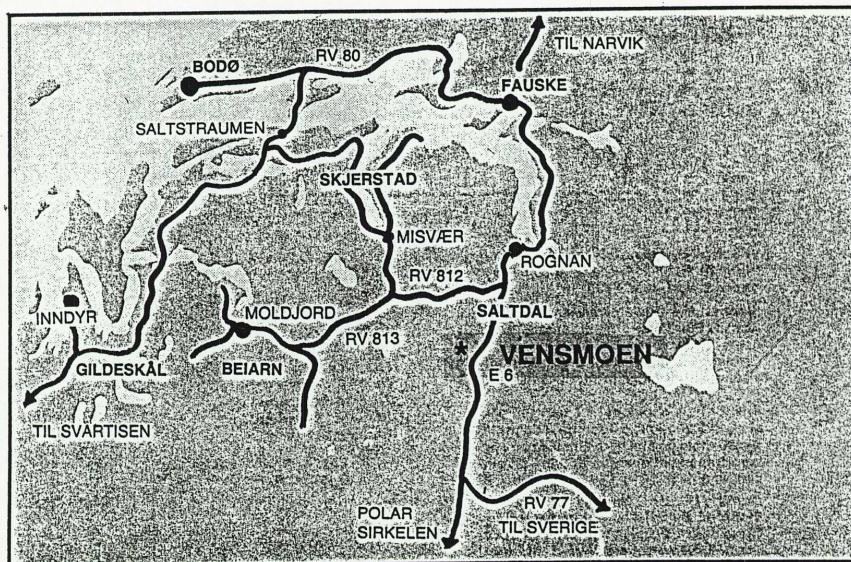 TIL NARVIK
RV 80
BODØ
FAUSKE
SALTSTRAUMEN
SKJERSTAD
MISVÆR
ROGNAN
RV 812
INNDYR
MOLDJORD
SALTDAL
RV 813
* VENSMOEN
GILDESKÅL
BEIARN
E 6
TIL SVARTISEN
RV 77
POLAR
SIRKELEN
TIL SVERIGE